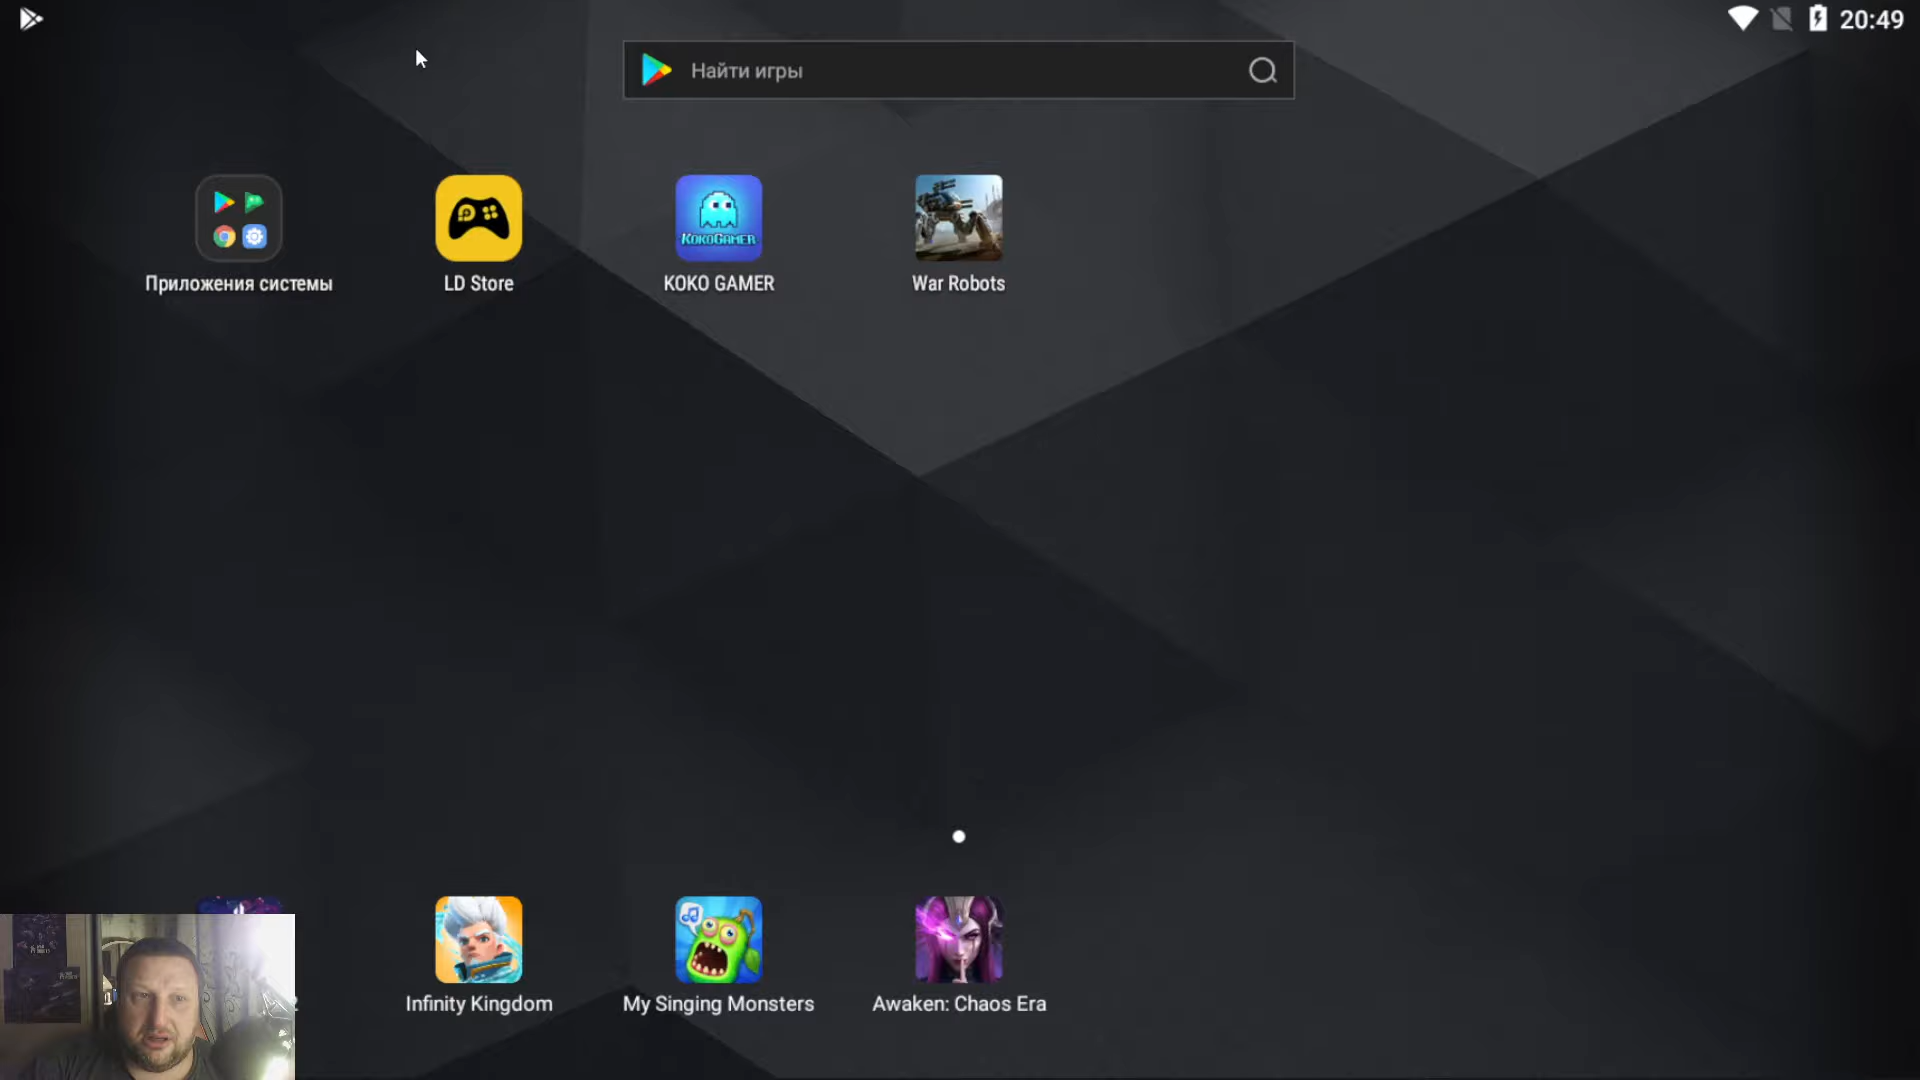 20:49
Найти игры
KOKOGAMER
Приложения системы
LD Store
KOKO GAMER
War Robots
Infinity Kingdom
My Singing Monsters
Awaken: Chaos Era